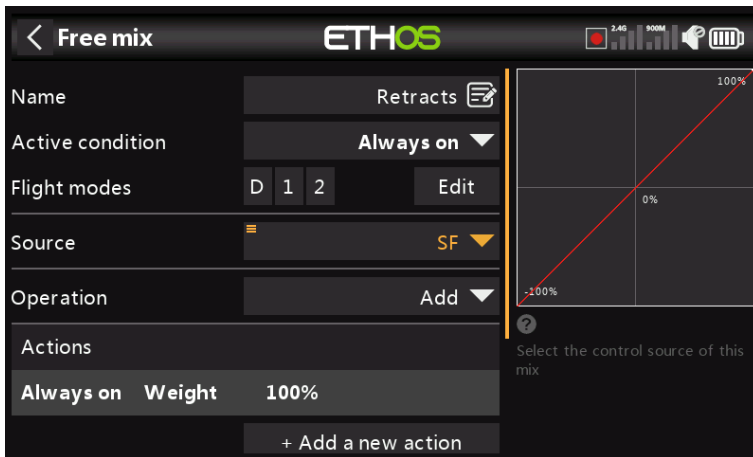 Free mix
ETHOS
2.4G 900M
Name Retracts
Active condition Always on
Flight modes D 1 2 Edit
Source SF
Operation Add
Actions
Always on Weight 100%
+ Add a new action
100%
0%
-100%
?
Select the control source of this
mix